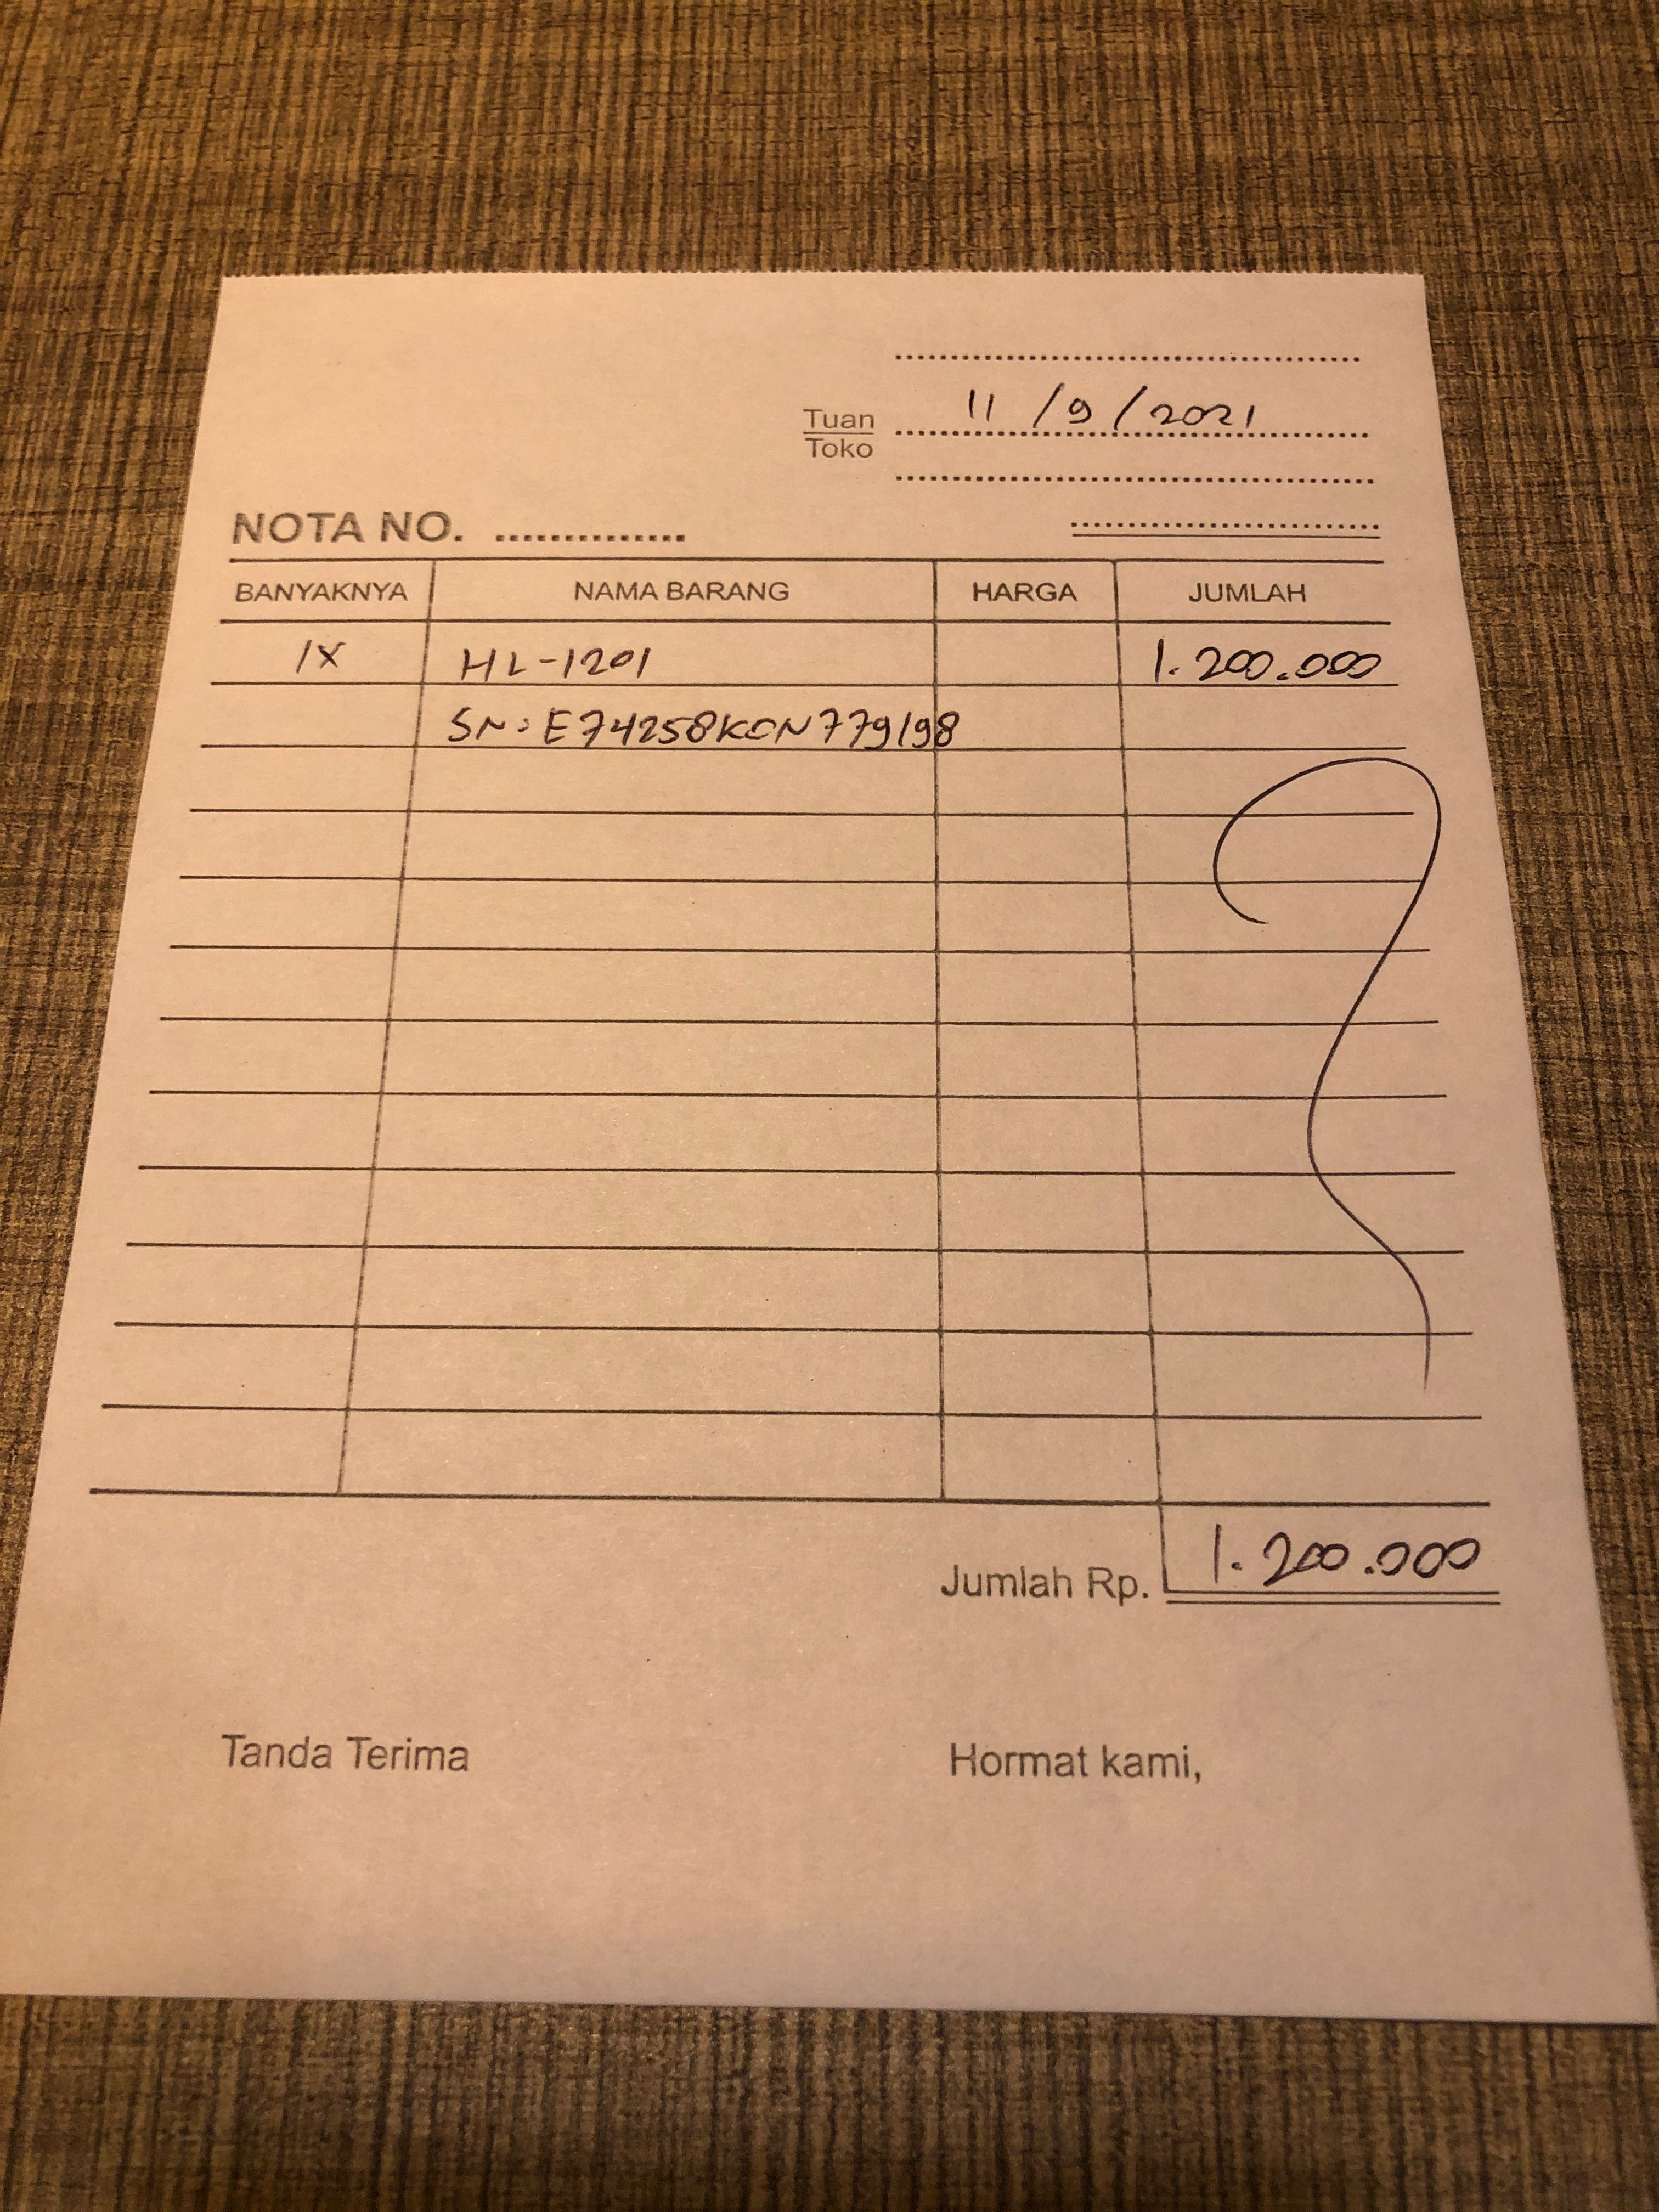 11/9/2021
Tuan
Toko
NOTA NO.
BANYAKNYA NAMA BARANG HARGA JUMLAH
1X HL-1201 1.200.000
SN: E74258KCN779198
Jumlah Rp. 1.200.000
Tanda Terima Hormat kami,